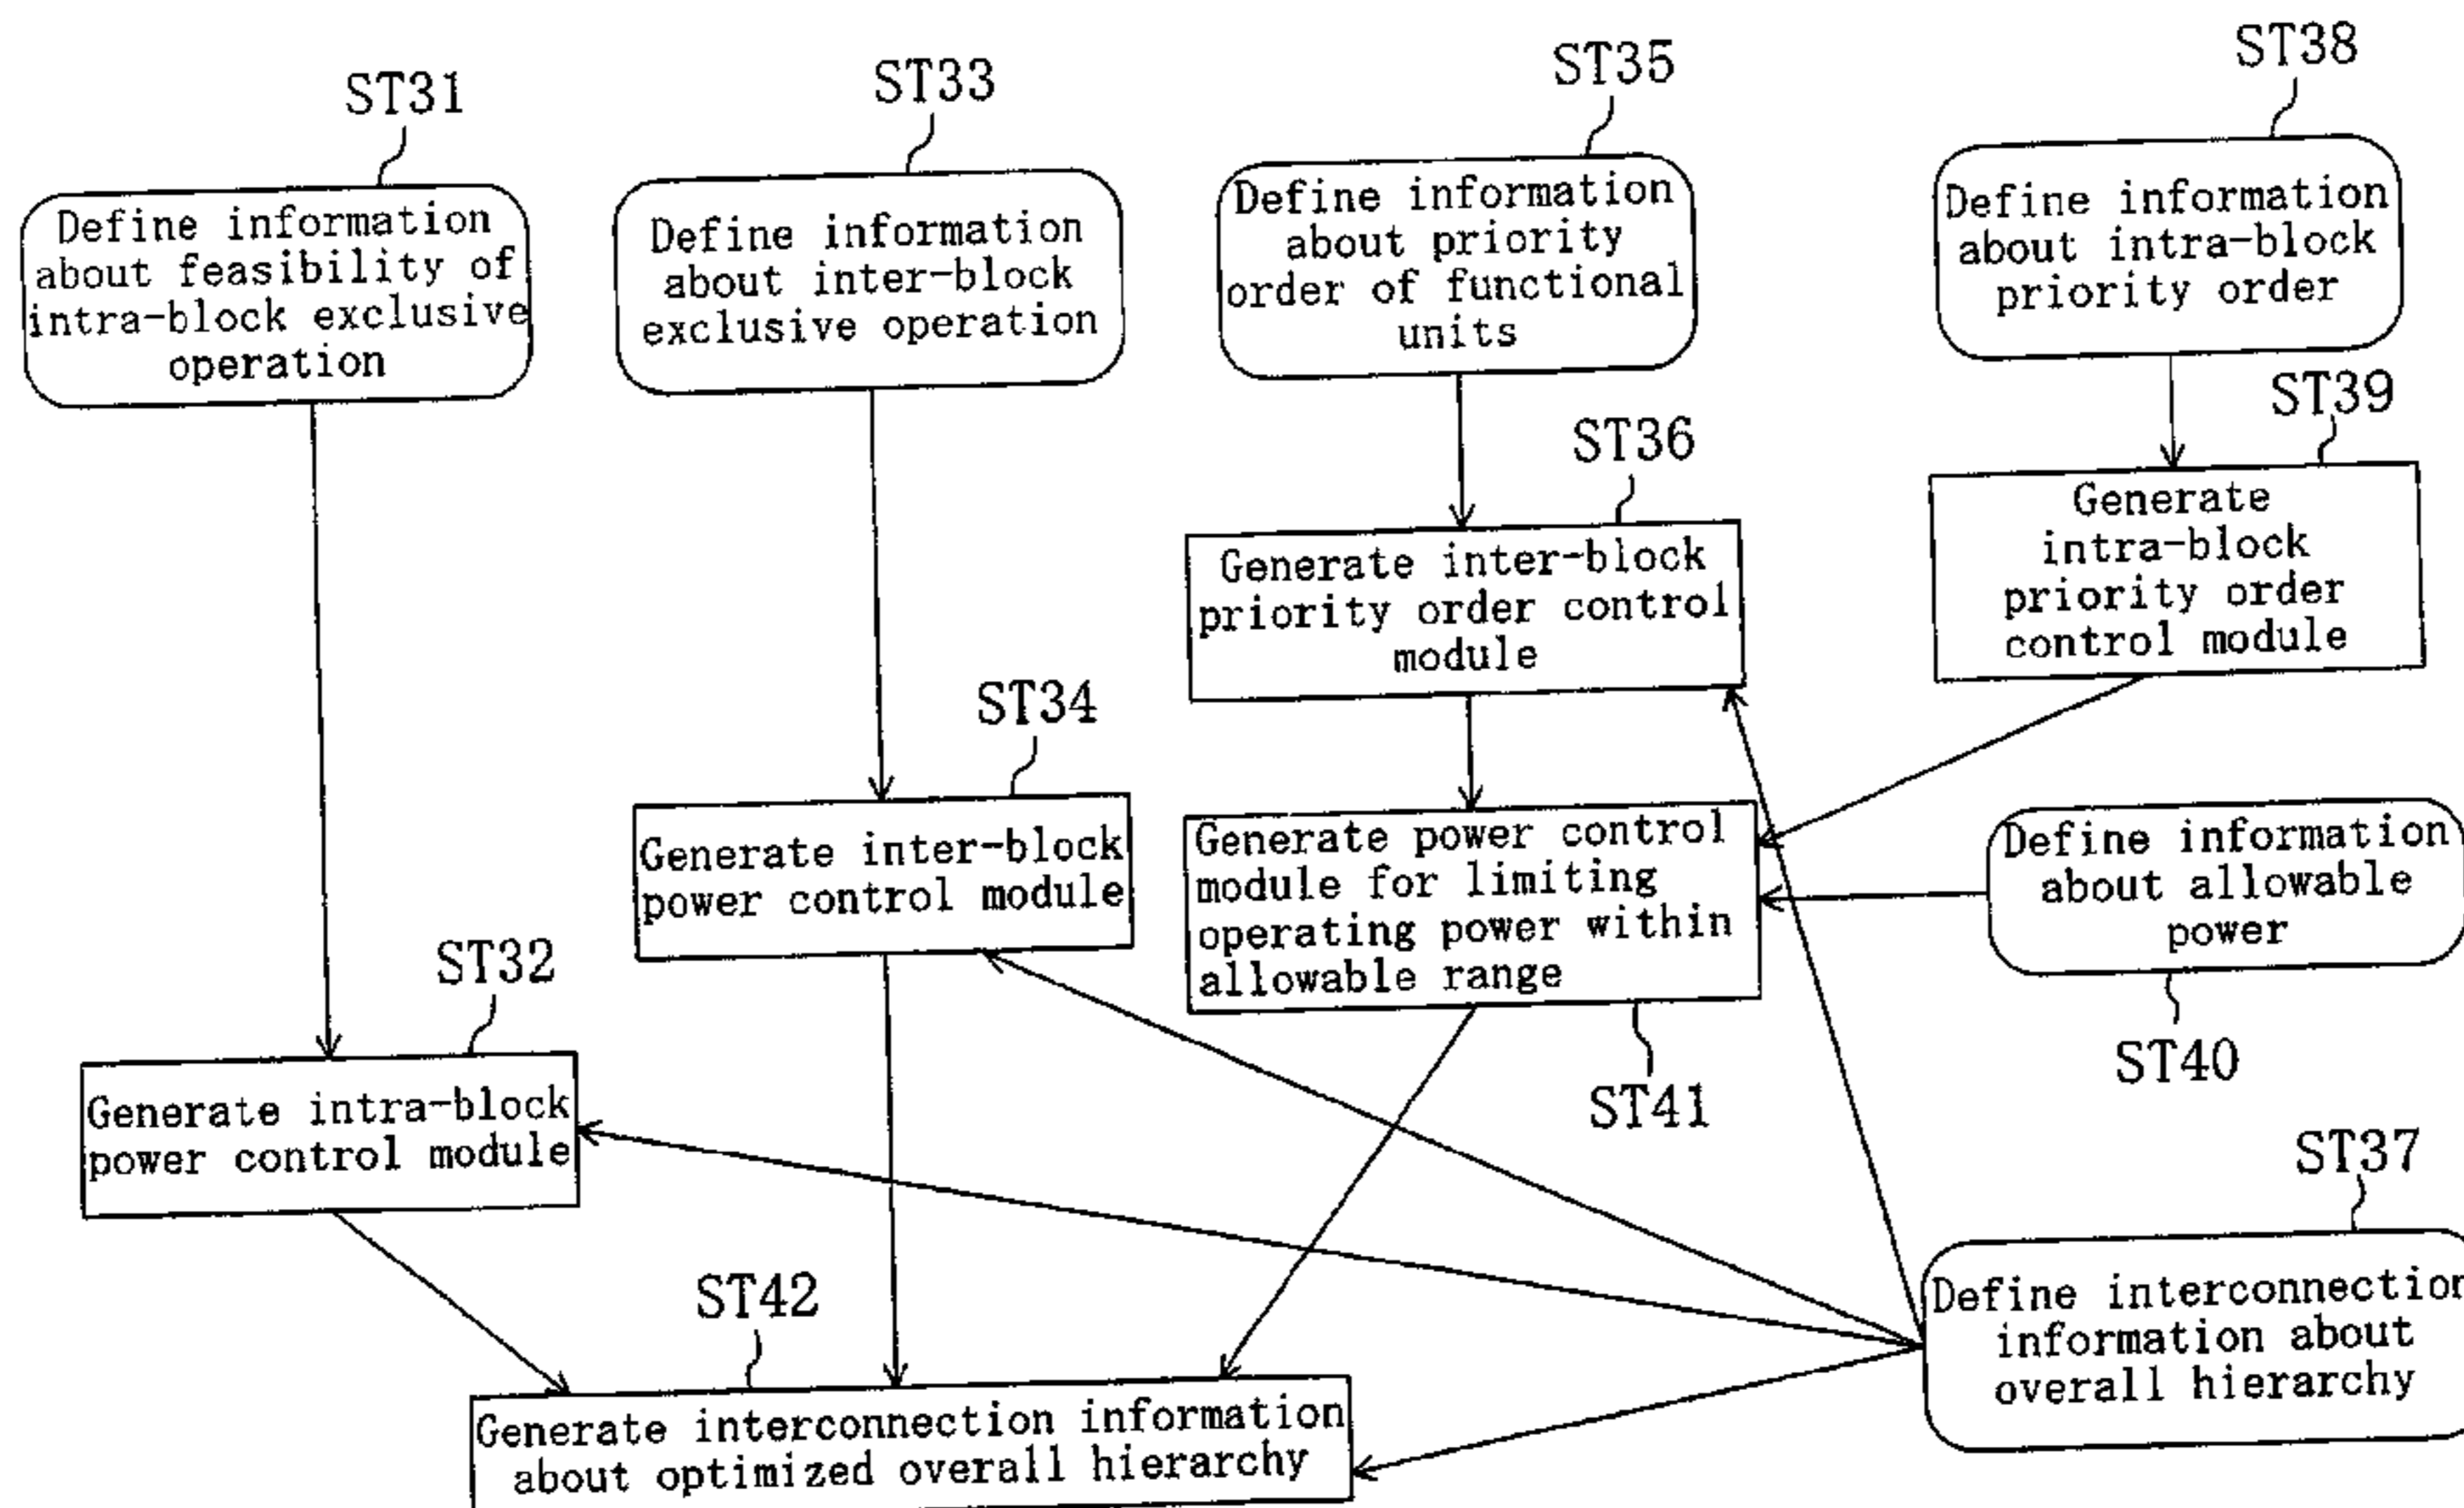 ST31
Define information
about feasibility of
intra-block exclusive
operation
ST33
Define information
about inter-block
exclusive operation
ST35
Define information
about priority
order of functional
units
ST38
Define information
about intra-block
priority order
ST36
Generate inter-block
priority order control
module
ST39
Generate
intra-block
priority order
control module
ST34
Generate inter-block
power control module
Generate power control
module for limiting
operating power within
allowable range
ST41
Define information
about allowable
power
ST40
ST32
Generate intra-block
power control module
ST37
Define interconnection
information about
overall hierarchy
ST42
Generate interconnection information
about optimized overall hierarchy